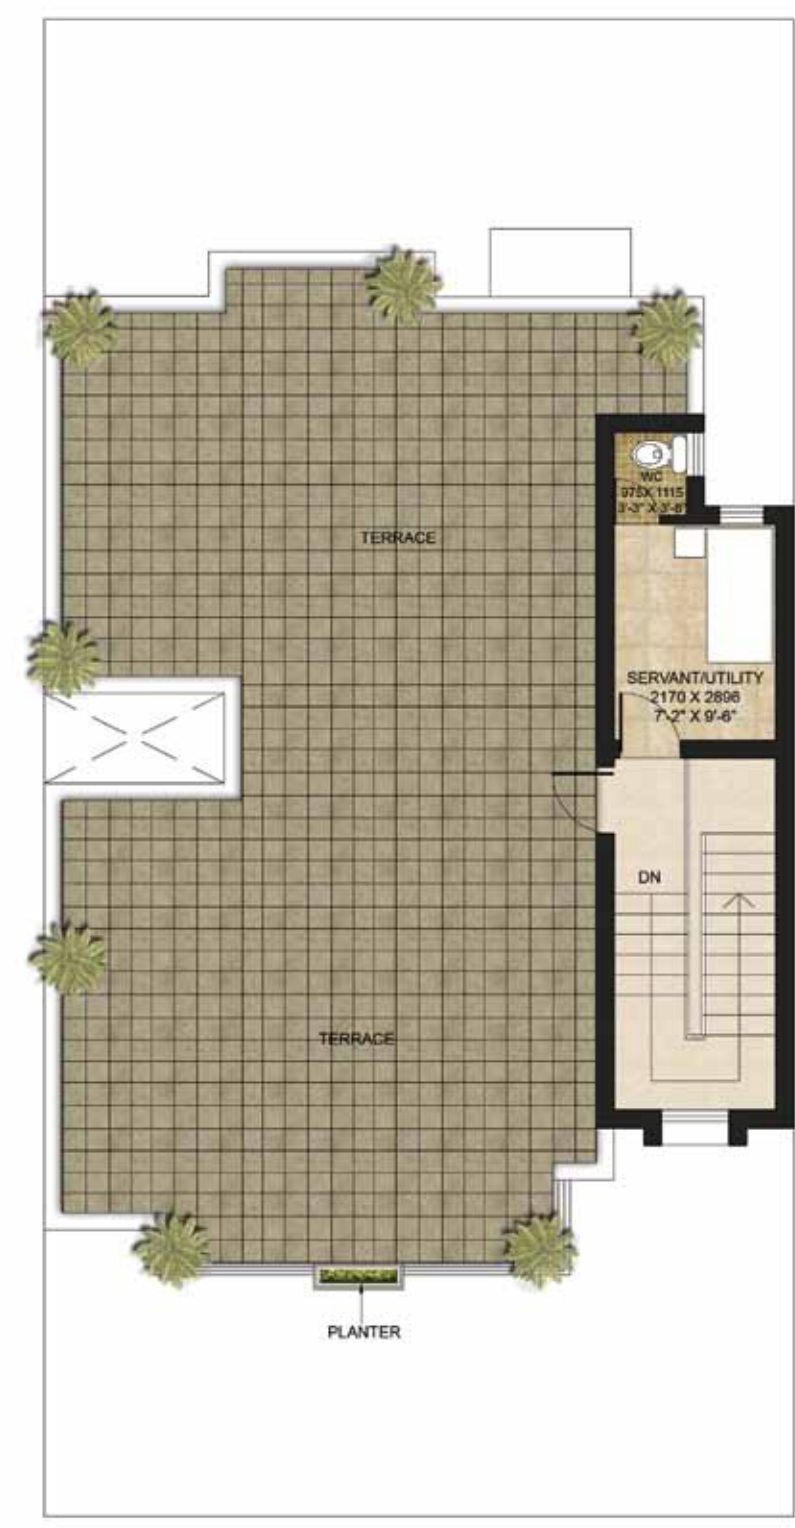 WC
975X 1115
3'-3" X 3'-8"
TERRACE
SERVANT/UTILITY
2170 X 2896
7'-2" X 9'-6"
DN
TERRACE
PLANTER